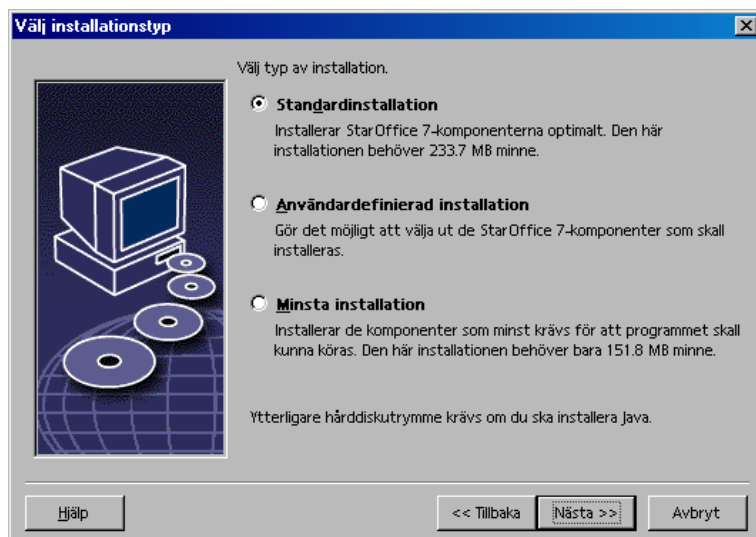 Välj installationstyp
Välj typ av installation.
Standardinstallation
Installerar StarOffice 7-komponenterna optimalt. Den här
installationen behöver 233.7 MB minne.
Användardefinierad installation
Gör det möjligt att välja ut de StarOffice 7-komponenter som skall
installeras.
Minsta installation
Installerar de komponenter som minst krävs för att programmet skall
kunna köras. Den här installationen behöver bara 151.8 MB minne.
Ytterligare hårddiskutrymme krävs om du ska installera Java.
Hjälp
<< Tillbaka
Nästa >>
Avbryt